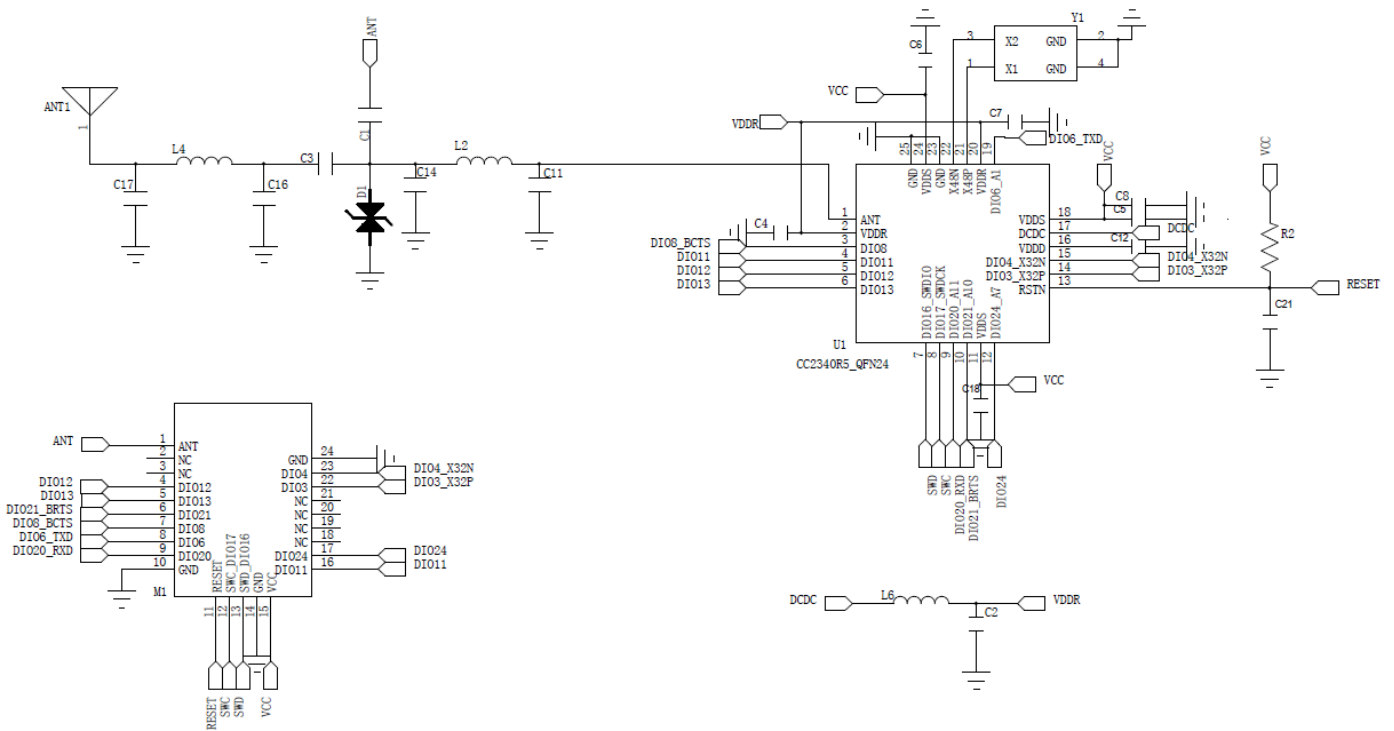 ANT
ANT1
1
L4
C17
C16
C3
C1
D1
C14
L2
C11
C6
VCC
VDDR
Y1
3 X2 GND 2
1 X1 GND 4
C7
DIO6_TXD
25 24 23 22 21 20 19
GND VDDS GND X48N X48P VDDR DIO6_A1
VCC
VCC
C8
C5
DCDC
C12
DIO4_X32N
DIO3_X32P
R2
RESET
C21
C4
DIO8_BCTS
DIO11
DIO12
DIO13
1 ANT
2 VDDR
3 DIO8
4 DIO11
5 DIO12
6 DIO13
VDDS 18
DCDC 17
VDDD 16
DIO4_X32N 15
DIO3_X32P 14
RSTN 13
DIO16_SWDIO DIO17_SWDCK DIO20_A11 DIO21_A10 VDDS DIO24_A7
7 8 9 10 11 12
U1
CC2340R5_QFN24
C18
VCC
SWD SWC DIO20_RXD DIO21_BRTS DIO24
ANT
DIO12
DIO13
DIO21_BRTS
DIO8_BCTS
DIO6_TXD
DIO20_RXD
1 ANT
2 NC
3 NC
4 DIO12
5 DIO13
6 DIO21
7 DIO8
8 DIO6
9 DIO20
10 GND
GND 24
DIO4 23
DIO3 22
NC 21
NC 20
NC 19
NC 18
DIO24 17
DIO11 16
DIO4_X32N
DIO3_X32P
DIO24
DIO11
M1
RESET SWC_DIO17 SWD_DIO16 GND VCC
11 12 13 14 15
RESET SWC SWD VCC
DCDC
L6
C2
VDDR